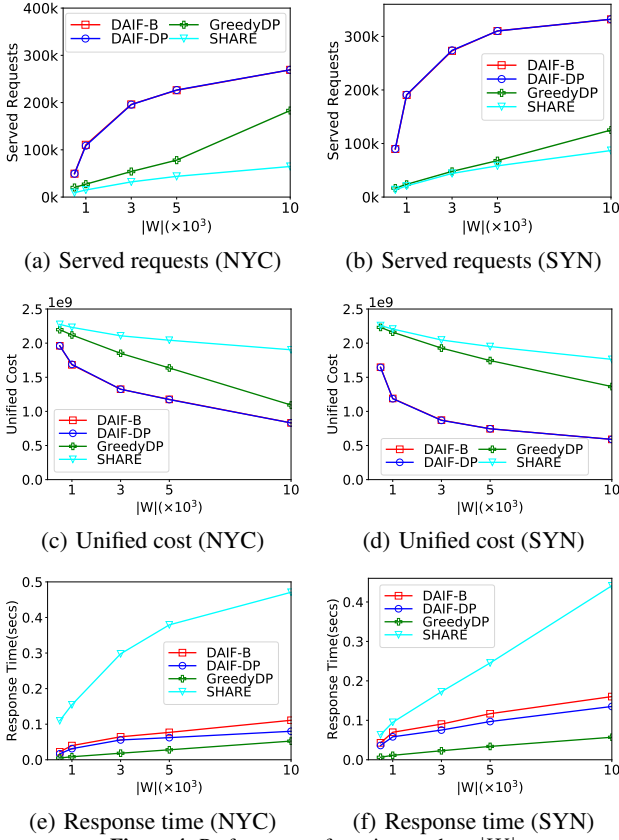 400k
300k
200k
100k
0k
Served Requests
DAIF-B
DAIF-DP
GreedyDP
SHARE
1 3 5 10
|W|(×10³)
(a) Served requests (NYC)
300k
200k
100k
0k
Served Requests
DAIF-B
DAIF-DP
GreedyDP
SHARE
1 3 5 10
|W|(×10³)
(b) Served requests (SYN)
1e9
2.5
2.0
1.5
1.0
0.5
0.0
Unified Cost
DAIF-B
DAIF-DP
GreedyDP
SHARE
1 3 5 10
|W|(×10³)
(c) Unified cost (NYC)
1e9
2.5
2.0
1.5
1.0
0.5
0.0
Unified Cost
DAIF-B
DAIF-DP
GreedyDP
SHARE
1 3 5 10
|W|(×10³)
(d) Unified cost (SYN)
0.5
0.4
0.3
0.2
0.1
0.0
Response Time(secs)
DAIF-B
DAIF-DP
GreedyDP
SHARE
1 3 5 10
|W|(×10³)
(e) Response time (NYC)
0.4
0.3
0.2
0.1
0.0
Response Time(secs)
DAIF-B
DAIF-DP
GreedyDP
SHARE
1 3 5 10
|W|(×10³)
(f) Response time (SYN)